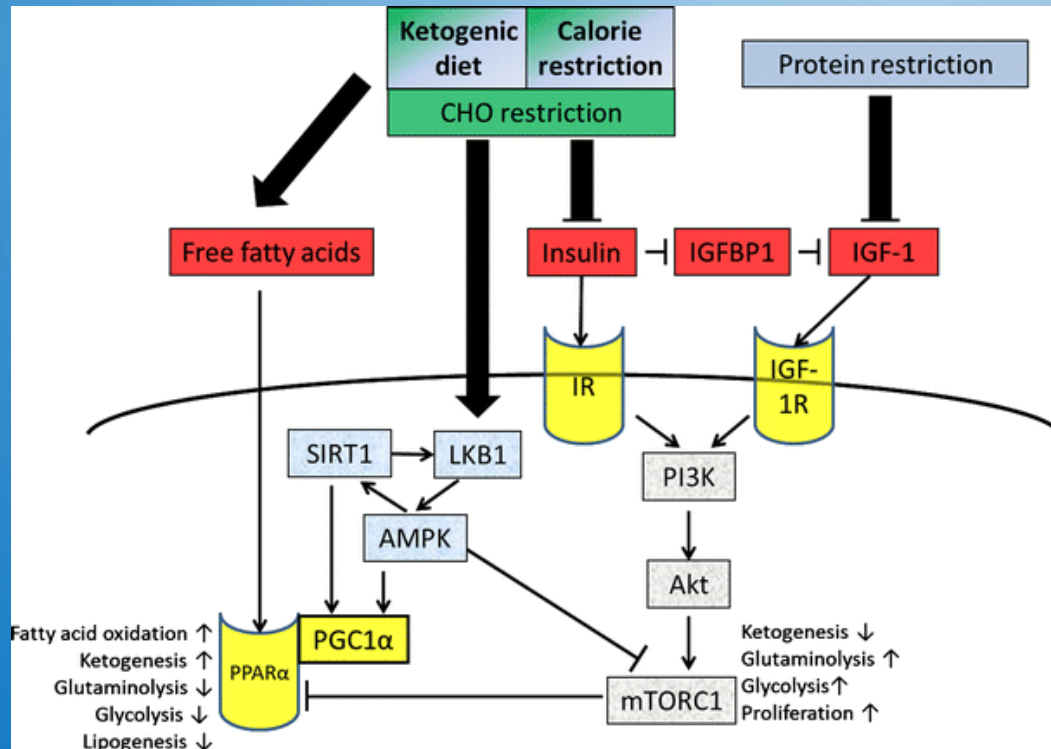 Ketogenic
diet
Calorie
restriction
Protein restriction
CHO restriction
Free fatty acids
Insulin
IGFBP1
IGF-1
IR
IGF-
1R
SIRT1
LKB1
PI3K
AMPK
Akt
PGC1α
PPARα
mTORC1
Fatty acid oxidation ↑
Ketogenesis ↑
Glutaminolysis ↓
Glycolysis ↓
Lipogenesis ↓
Ketogenesis ↓
Glutaminolysis ↑
Glycolysis↑
Proliferation ↑